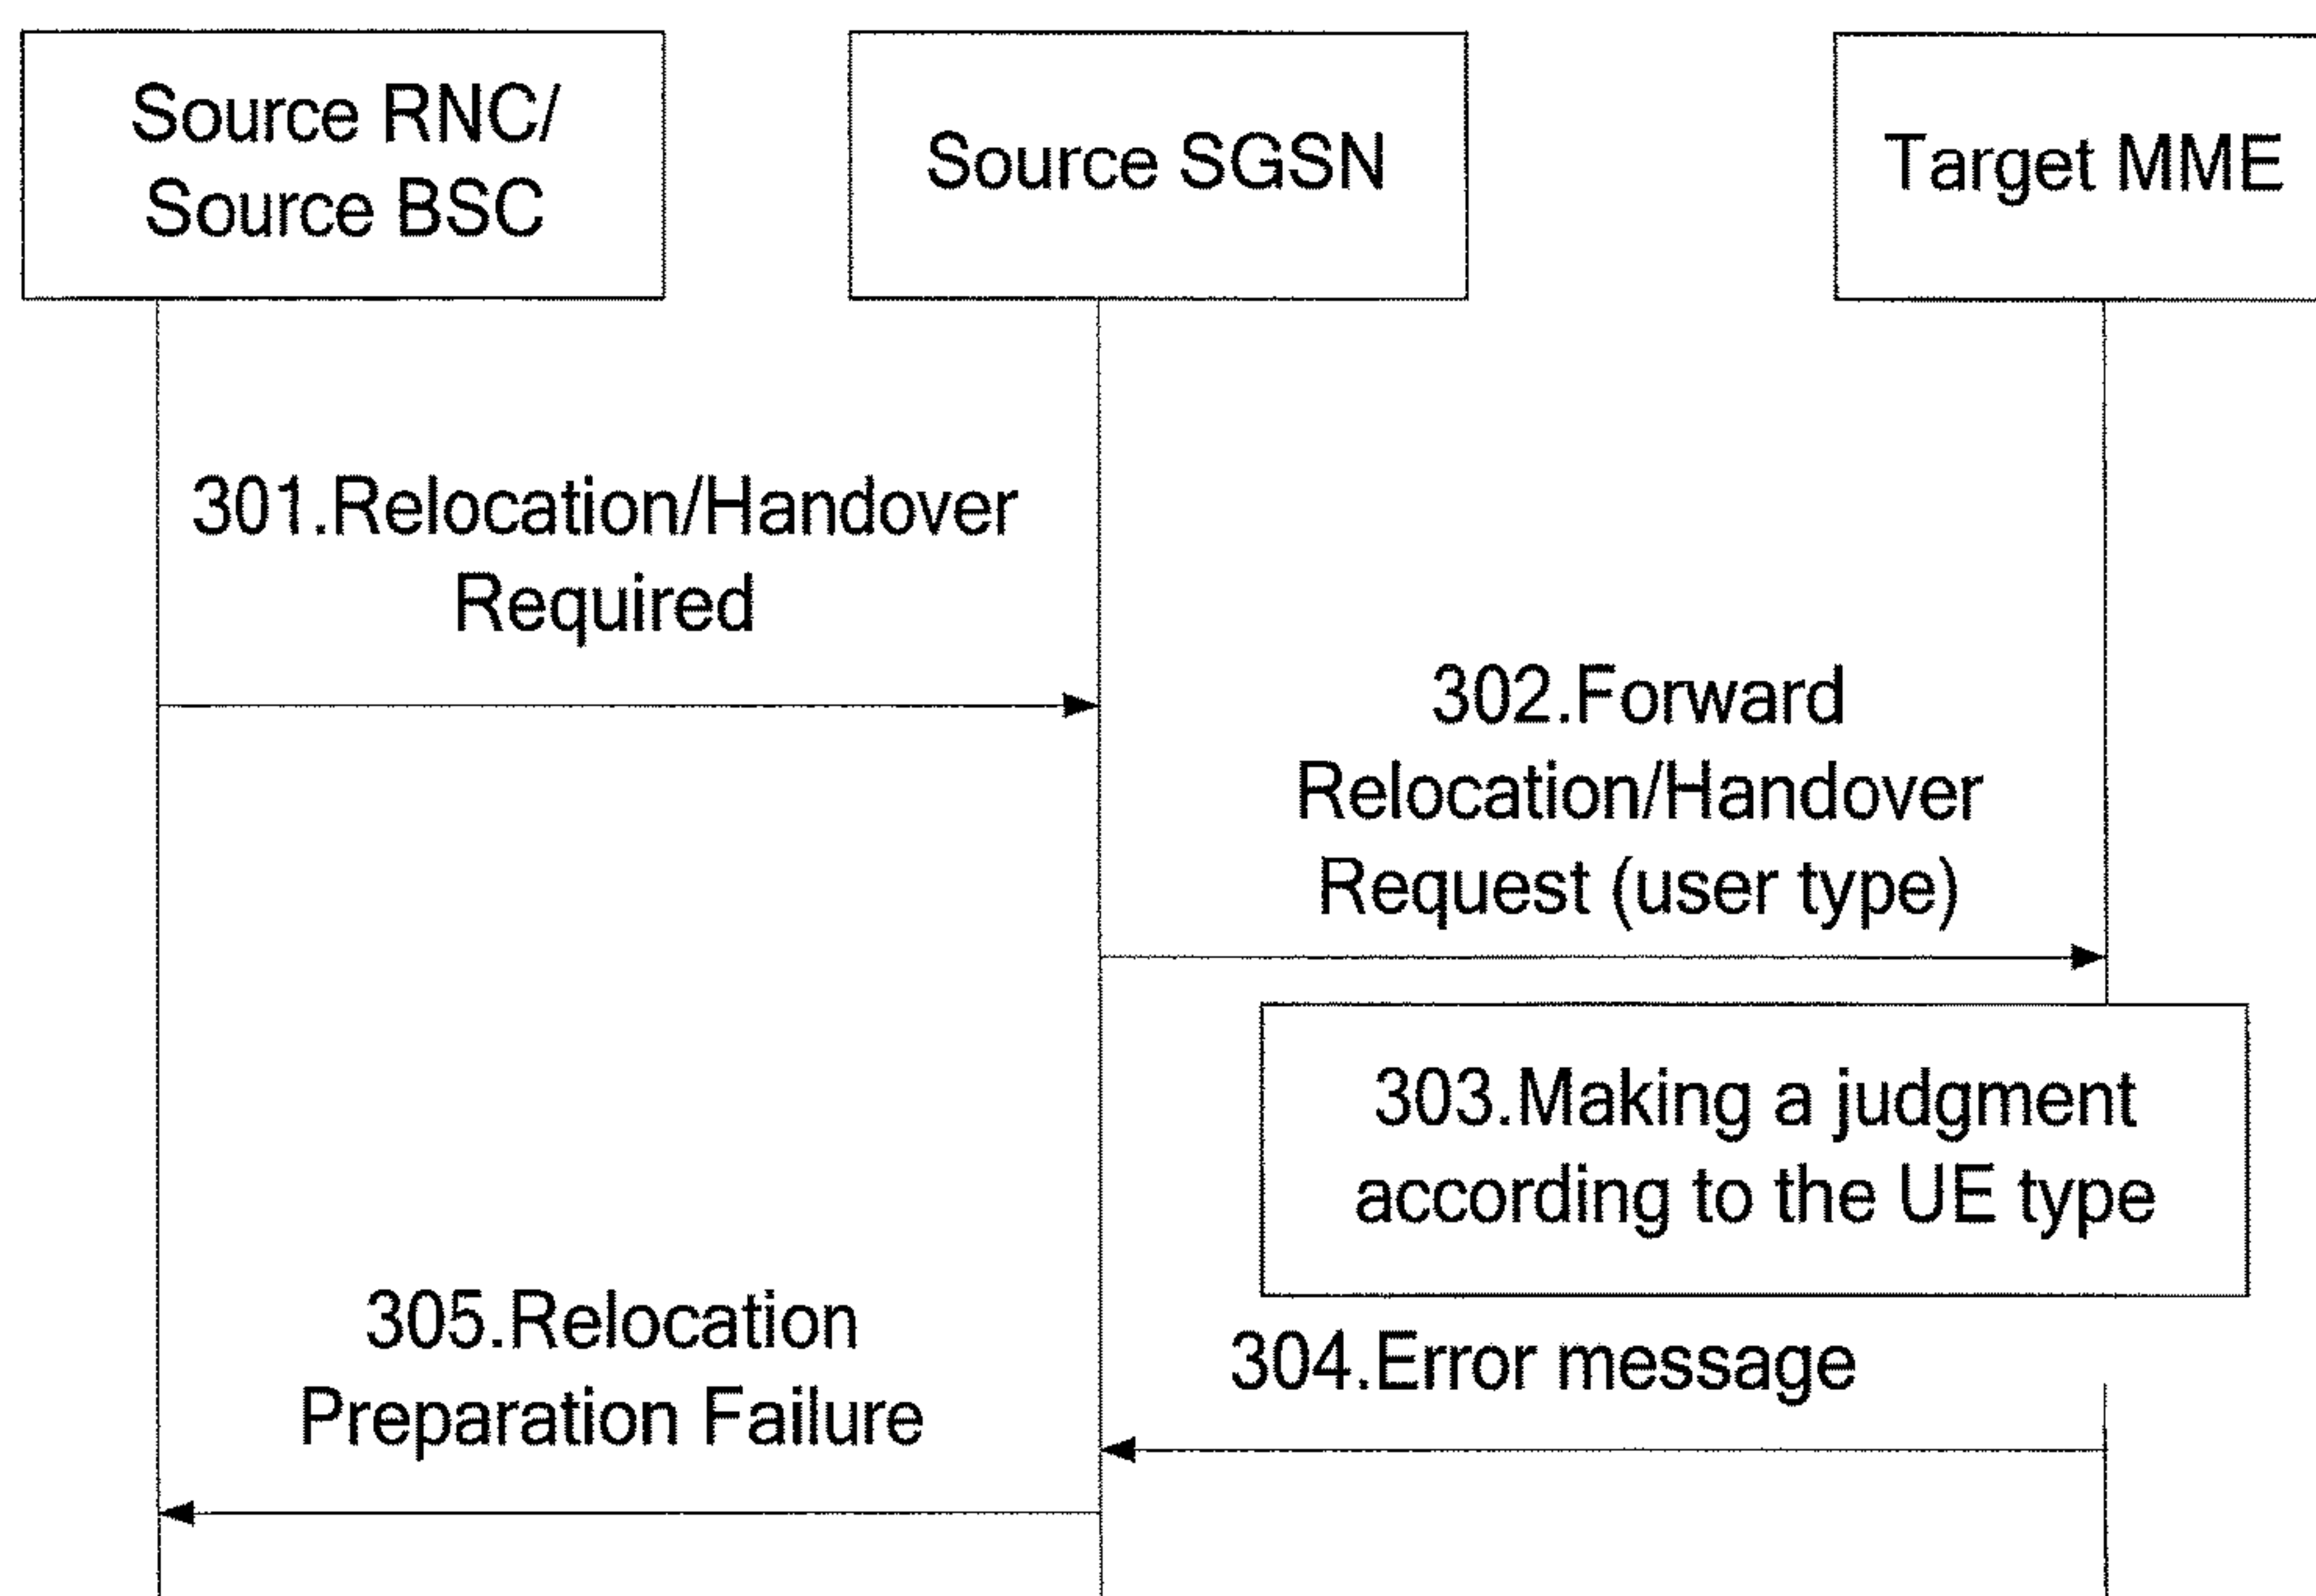 Source RNC/
Source BSC
Source SGSN
Target MME
301.Relocation/Handover
Required
302.Forward
Relocation/Handover
Request (user type)
303.Making a judgment
according to the UE type
304.Error message
305.Relocation
Preparation Failure